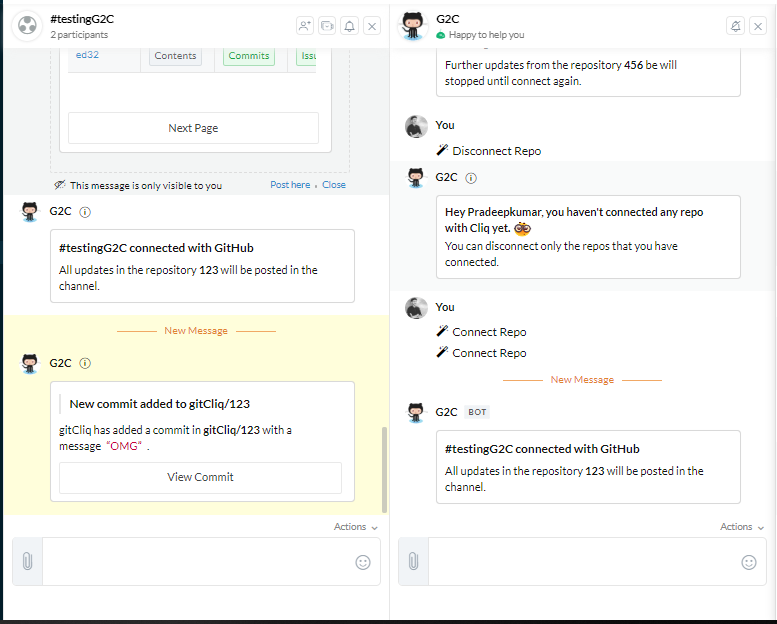 #testingG2C
2 participants
ed32
Contents
Commits
Issu
Next Page
This message is only visible to you
Post here
Close
G2C
#testingG2C connected with GitHub
All updates in the repository 123 will be posted in the
channel.
New Message
G2C
New commit added to gitCliq/123
gitCliq has added a commit in gitCliq/123 with a
message “OMG” .
View Commit
Actions
G2C
Happy to help you
Further updates from the repository 456 be will
stopped until connect again.
You
Disconnect Repo
G2C
Hey Pradeepkumar, you haven't connected any repo
with Cliq yet.
You can disconnect only the repos that you have
connected.
You
Connect Repo
Connect Repo
New Message
G2C BOT
#testingG2C connected with GitHub
All updates in the repository 123 will be posted in the
channel.
Actions